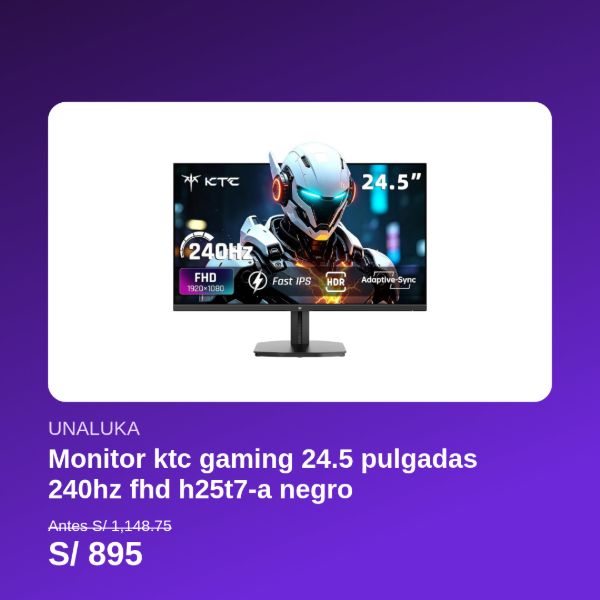 KTC
24.5”
240Hz
FHD
1920×1080
Fast IPS
HDR
Adaptive-Sync
UNALUKA
Monitor ktc gaming 24.5 pulgadas
240hz fhd h25t7-a negro
Antes S/ 1,148.75
S/ 895